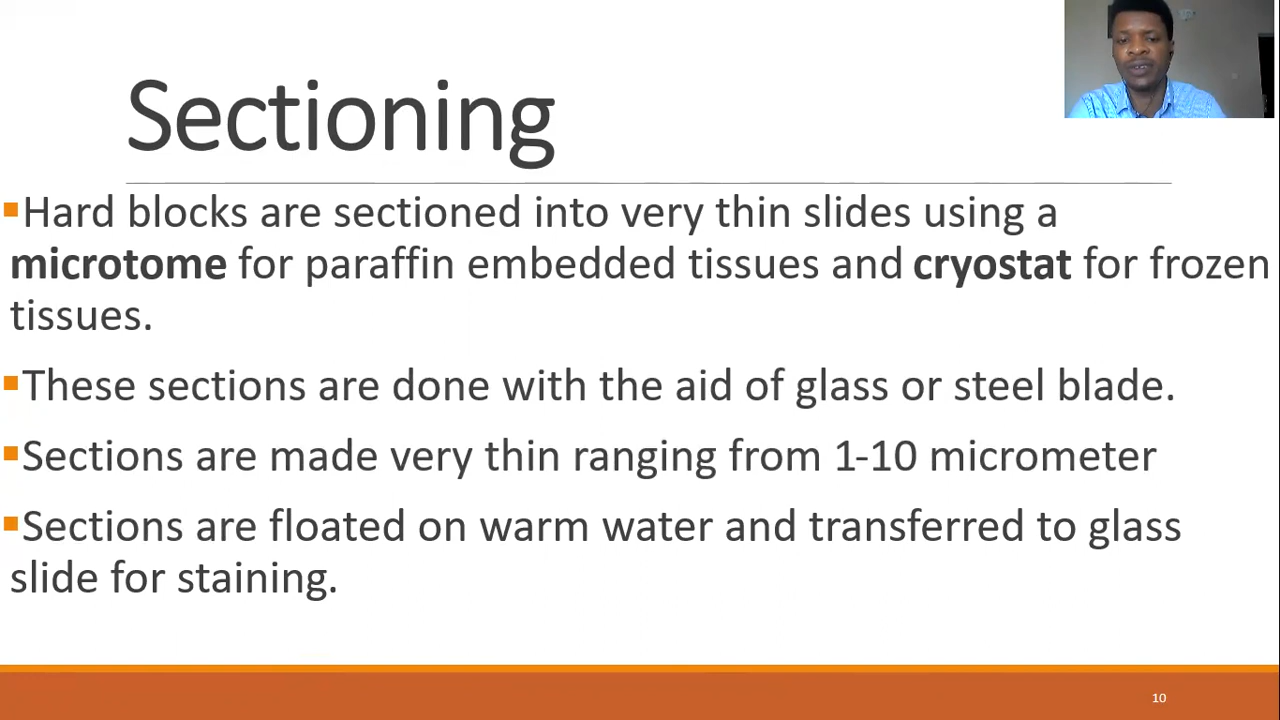 Sectioning
▪Hard blocks are sectioned into very thin slides using a
microtome for paraffin embedded tissues and cryostat for frozen
tissues.
▪These sections are done with the aid of glass or steel blade.
▪Sections are made very thin ranging from 1-10 micrometer
▪Sections are floated on warm water and transferred to glass
slide for staining.
10